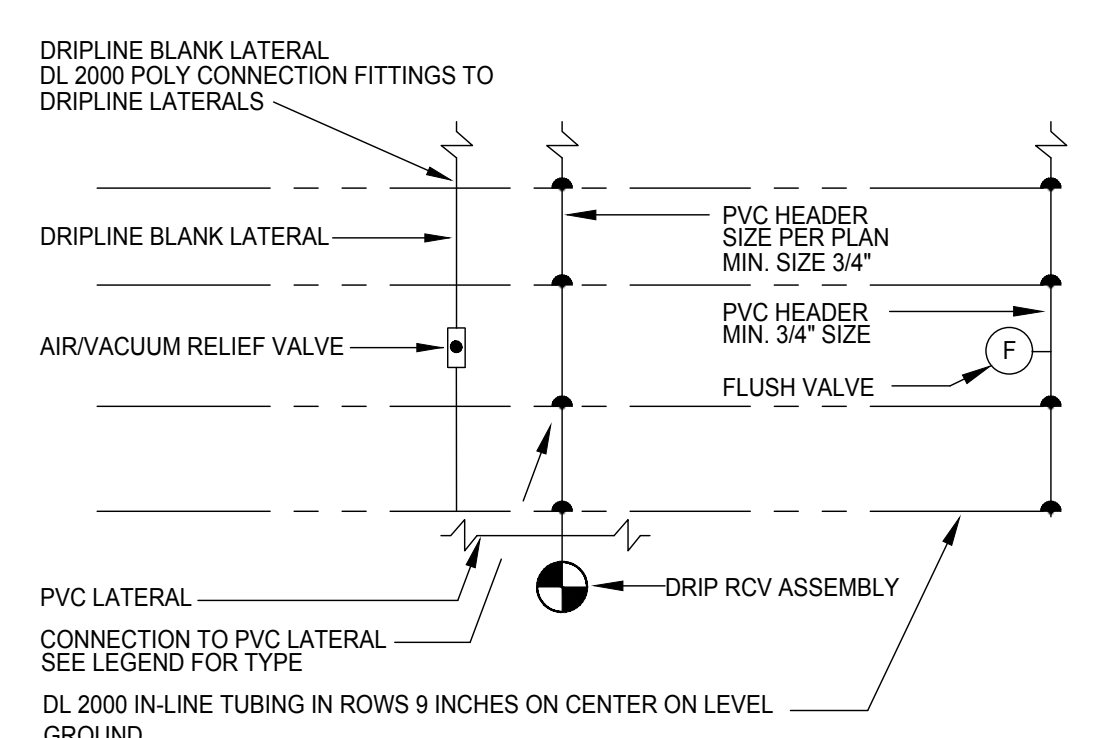 DRIPLINE BLANK LATERAL
DL 2000 POLY CONNECTION FITTINGS TO
DRIPLINE LATERALS
DRIPLINE BLANK LATERAL
PVC HEADER
SIZE PER PLAN
MIN. SIZE 3/4"
AIR/VACUUM RELIEF VALVE
PVC HEADER
MIN. 3/4" SIZE
F
FLUSH VALVE
PVC LATERAL
DRIP RCV ASSEMBLY
CONNECTION TO PVC LATERAL
SEE LEGEND FOR TYPE
DL 2000 IN-LINE TUBING IN ROWS 9 INCHES ON CENTER ON LEVEL
GROUND